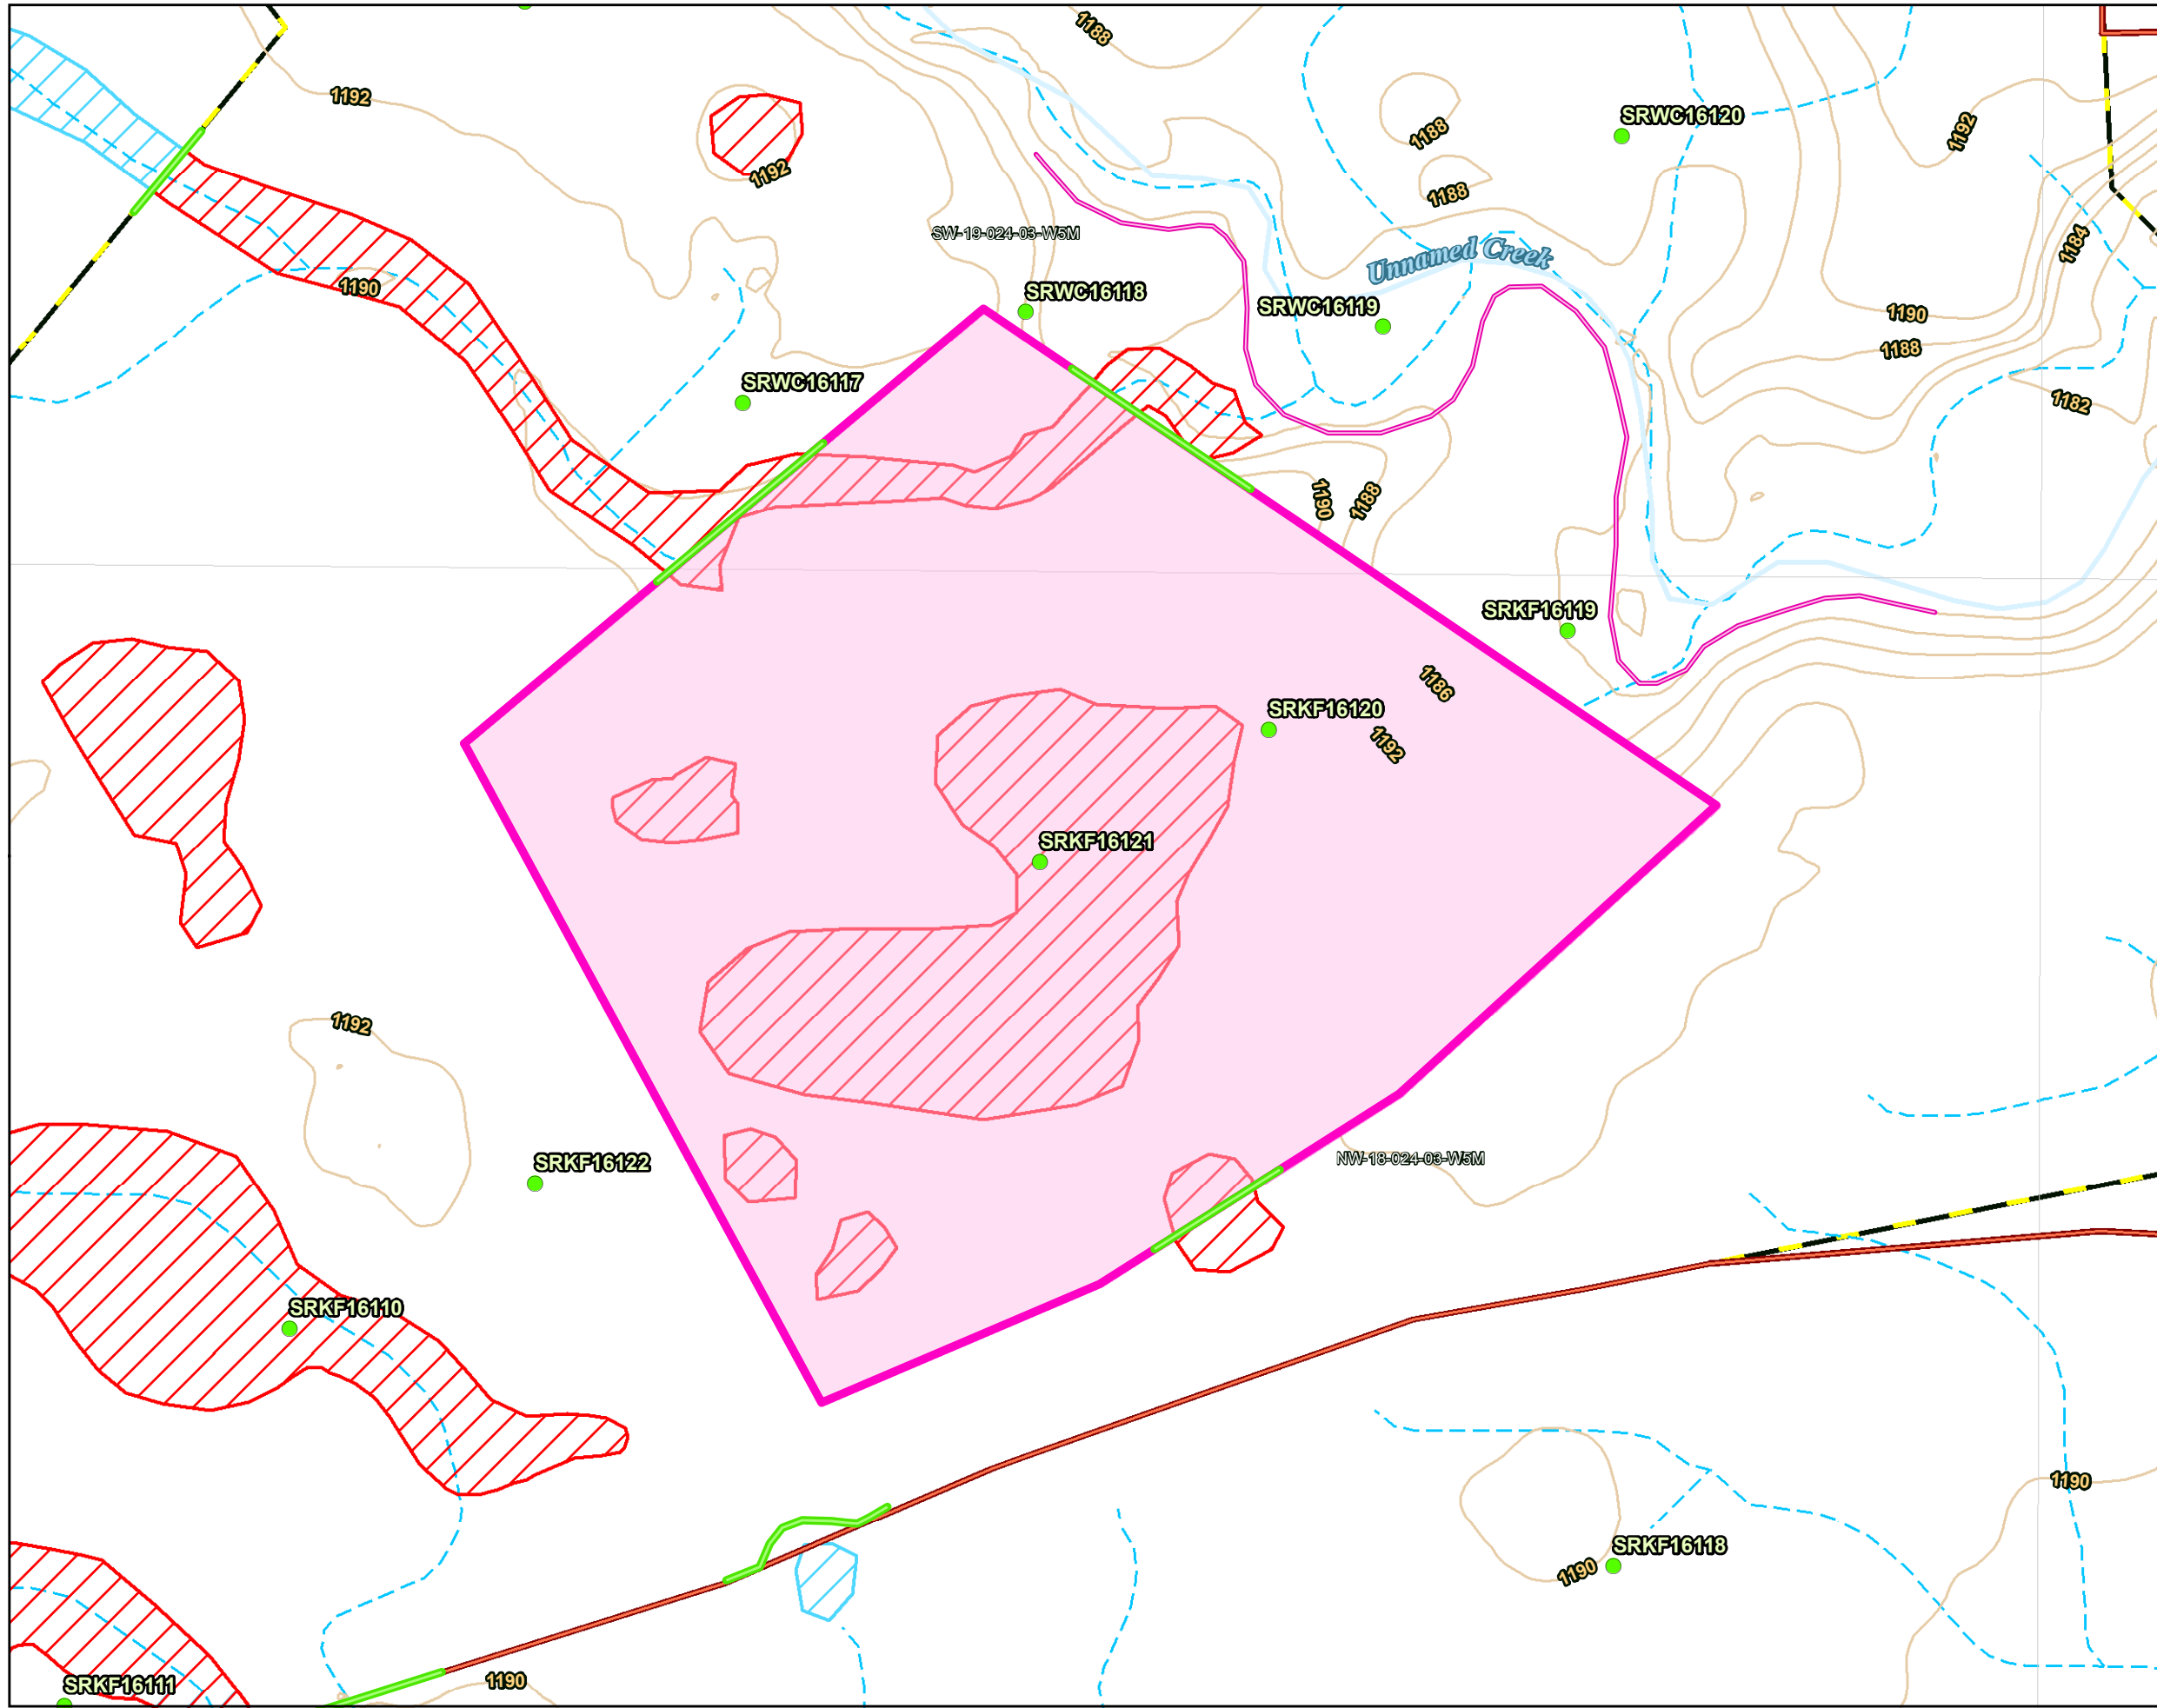 1188
1192
SRWC16120
1188
1192
1192
1188
SW-19-024-03-W5M
1184
Unnamed Creek
1190
SRWC16118
SRWC16119
1190
1188
SRWC16117
1182
1190
1188
SRKF16119
1186
SRKF16120
1192
SRKF16121
1192
SRKF16122
NW-18-024-03-W5M
SRKF16110
1190
SRKF16118
1190
SRKF16111
1190